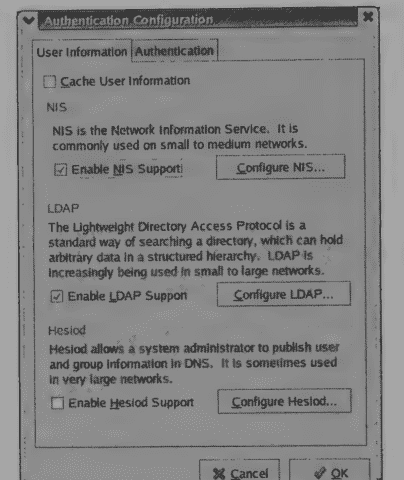 Authentication Configuration
User Information Authentication
Cache User Information
NIS
NIS is the Network Information Service. It is
commonly used on small to medium networks.
Enable NIS Support Configure NIS...
LDAP
The Lightweight Directory Access Protocol is a
standard way of searching a directory, which can hold
arbitrary data in a structured hierarchy. LDAP is
increasingly being used in small to large networks.
Enable LDAP Support Configure LDAP...
Hesiod
Hesiod allows a system administrator to publish user
and group information in DNS. It is sometimes used
in very large networks.
Enable Hesiod Support Configure Hesiod...
Cancel OK